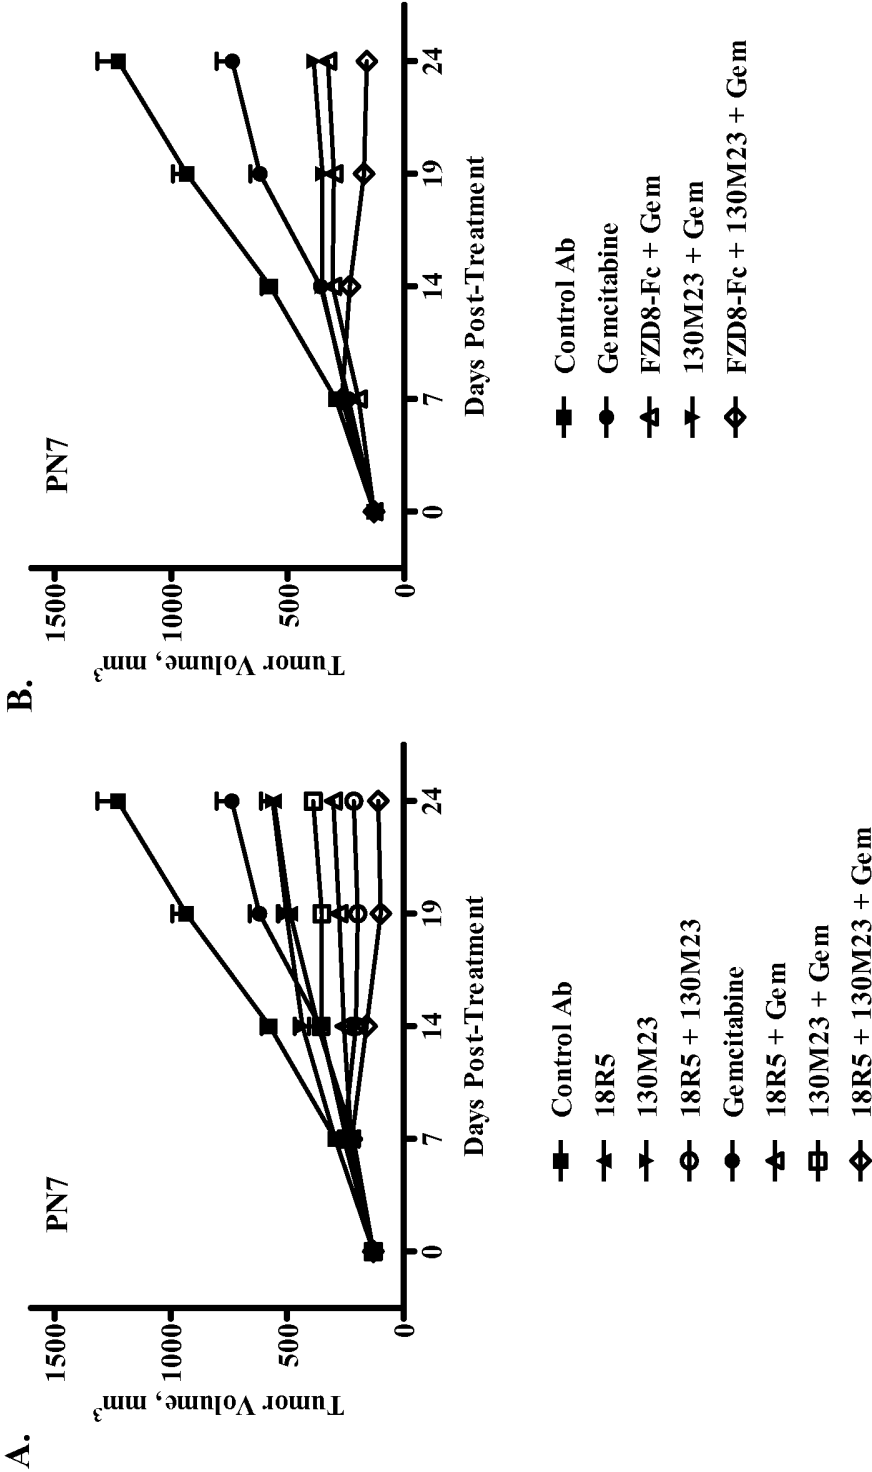 A.
PN7
Tumor Volume, mm3
1500
1000
500
0
0
7
14
19
24
Days Post-Treatment
Control Ab
18R5
130M23
18R5 + 130M23
Gemcitabine
18R5 + Gem
130M23 + Gem
18R5 + 130M23 + Gem
B.
PN7
Tumor Volume, mm3
1500
1000
500
0
0
7
14
19
24
Days Post-Treatment
Control Ab
Gemcitabine
FZD8-Fc + Gem
130M23 + Gem
FZD8-Fc + 130M23 + Gem